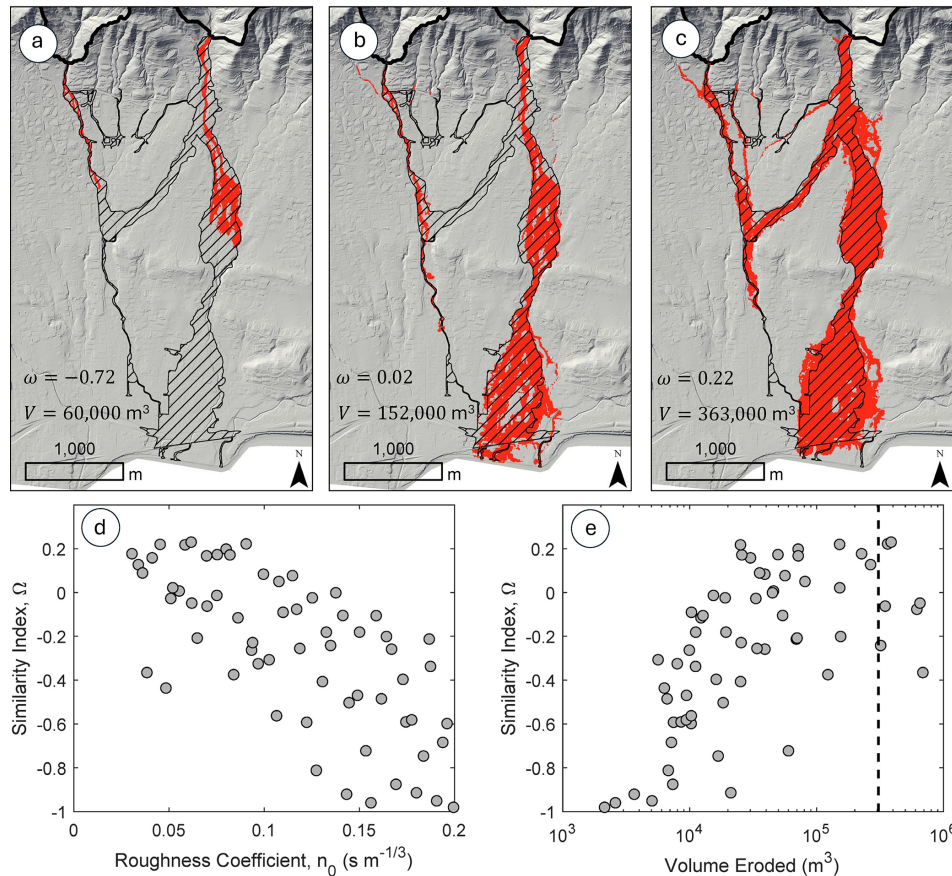 a
b
c
ω = −0.72
V = 60,000 m³
1,000
m
N
ω = 0.02
V = 152,000 m³
1,000
m
N
ω = 0.22
V = 363,000 m³
1,000
m
N
d
Similarity Index, Ω
0.2
0
-0.2
-0.4
-0.6
-0.8
-1
0
0.05
0.1
0.15
0.2
Roughness Coefficient, n₀ (s m⁻¹/³)
e
Similarity Index, Ω
0.2
0
-0.2
-0.4
-0.6
-0.8
-1
10³
10⁴
10⁵
10⁶
Volume Eroded (m³)